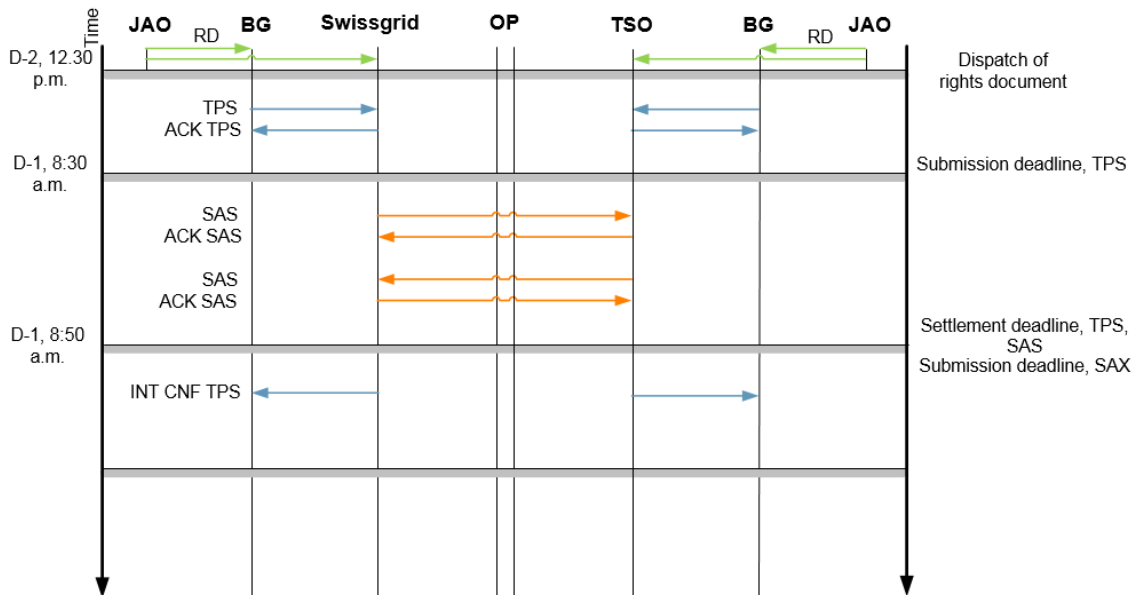 Time
JAO BG Swissgrid OP TSO BG JAO
RD RD
D-2, 12.30
p.m.
Dispatch of
rights document
TPS
ACK TPS
D-1, 8:30
a.m.
Submission deadline, TPS
SAS
ACK SAS
SAS
ACK SAS
D-1, 8:50
a.m.
Settlement deadline, TPS,
SAS
Submission deadline, SAX
INT CNF TPS